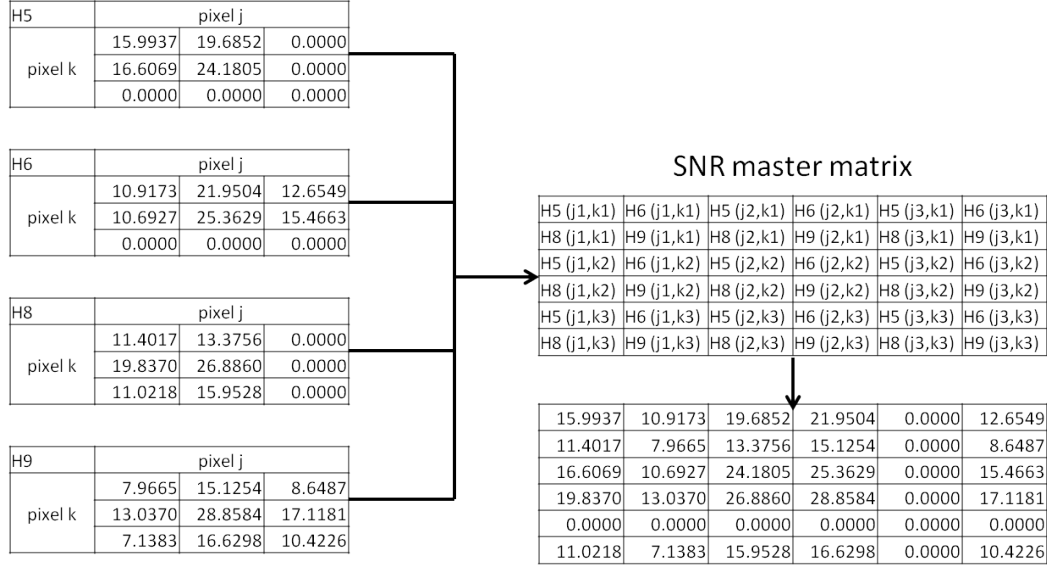 H5 pixel j
15.9937 19.6852 0.0000
pixel k 16.6069 24.1805 0.0000
0.0000 0.0000 0.0000
H6 pixel j
10.9173 21.9504 12.6549
pixel k 10.6927 25.3629 15.4663
0.0000 0.0000 0.0000
H8 pixel j
11.4017 13.3756 0.0000
pixel k 19.8370 26.8860 0.0000
11.0218 15.9528 0.0000
H9 pixel j
7.9665 15.1254 8.6487
pixel k 13.0370 28.8584 17.1181
7.1383 16.6298 10.4226
SNR master matrix
H5 (j1,k1) H6 (j1,k1) H5 (j2,k1) H6 (j2,k1) H5 (j3,k1) H6 (j3,k1)
H8 (j1,k1) H9 (j1,k1) H8 (j2,k1) H9 (j2,k1) H8 (j3,k1) H9 (j3,k1)
H5 (j1,k2) H6 (j1,k2) H5 (j2,k2) H6 (j2,k2) H5 (j3,k2) H6 (j3,k2)
H8 (j1,k2) H9 (j1,k2) H8 (j2,k2) H9 (j2,k2) H8 (j3,k2) H9 (j3,k2)
H5 (j1,k3) H6 (j1,k3) H5 (j2,k3) H6 (j2,k3) H5 (j3,k3) H6 (j3,k3)
H8 (j1,k3) H9 (j1,k3) H8 (j2,k3) H9 (j2,k3) H8 (j3,k3) H9 (j3,k3)
15.9937 10.9173 19.6852 21.9504 0.0000 12.6549
11.4017 7.9665 13.3756 15.1254 0.0000 8.6487
16.6069 10.6927 24.1805 25.3629 0.0000 15.4663
19.8370 13.0370 26.8860 28.8584 0.0000 17.1181
0.0000 0.0000 0.0000 0.0000 0.0000 0.0000
11.0218 7.1383 15.9528 16.6298 0.0000 10.4226